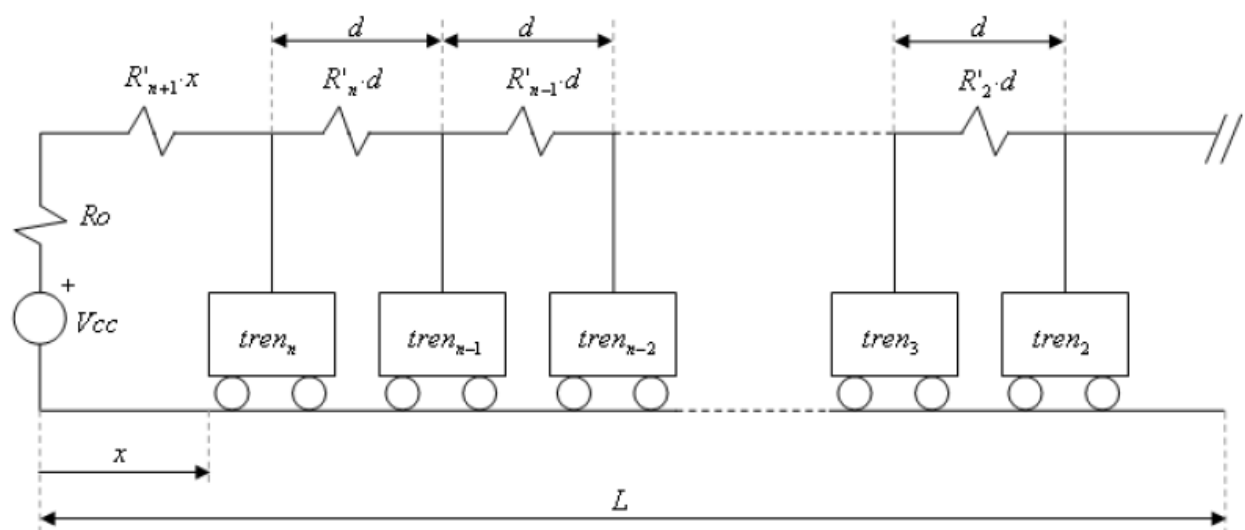 d d d
R'ₙ₊₁·x R'ₙ·d R'ₙ₋₁·d R'₂·d
Ro
+
Vcc
trenₙ trenₙ₋₁ trenₙ₋₂ tren₃ tren₂
x
L